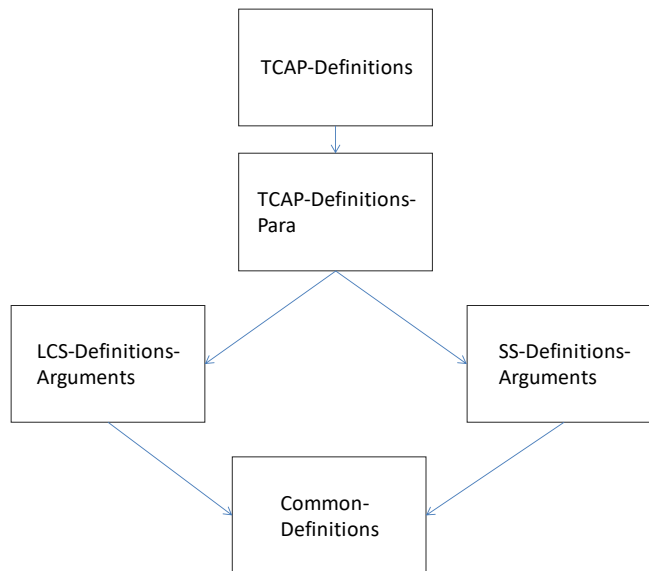 TCAP-Definitions
TCAP-Definitions-
Para
LCS-Definitions-
Arguments
SS-Definitions-
Arguments
Common-
Definitions